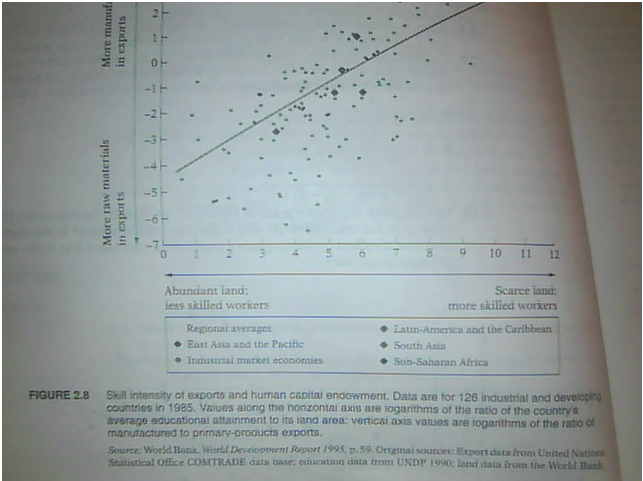 More manuf
in exports
2
1
0
-1
-2
-3
-4
-5
-6
-7
More raw materials
in exports
0 1 2 3 4 5 6 7 8 9 10 11 12
Abundant land; Scarce land;
less skilled workers more skilled workers
Regional averages Latin-America and the Caribbean
East Asia and the Pacific South Asia
Industrial market economies Sub-Saharan Africa
FIGURE 2.8 Skill intensity of exports and human capital endowment. Data are for 126 industrial and developing
countries in 1985. Values along the horizontal axis are logarithms of the ratio of the country's
average educational attainment to its land area: vertical axis values are logarithms of the ratio of
manufactured to primary-products exports.
Source: World Bank, World Development Report 1995, p. 59. Original sources: Export data from United Nations
Statistical Office COMTRADE data base; education data from UNDP 1990; land data from the World Bank